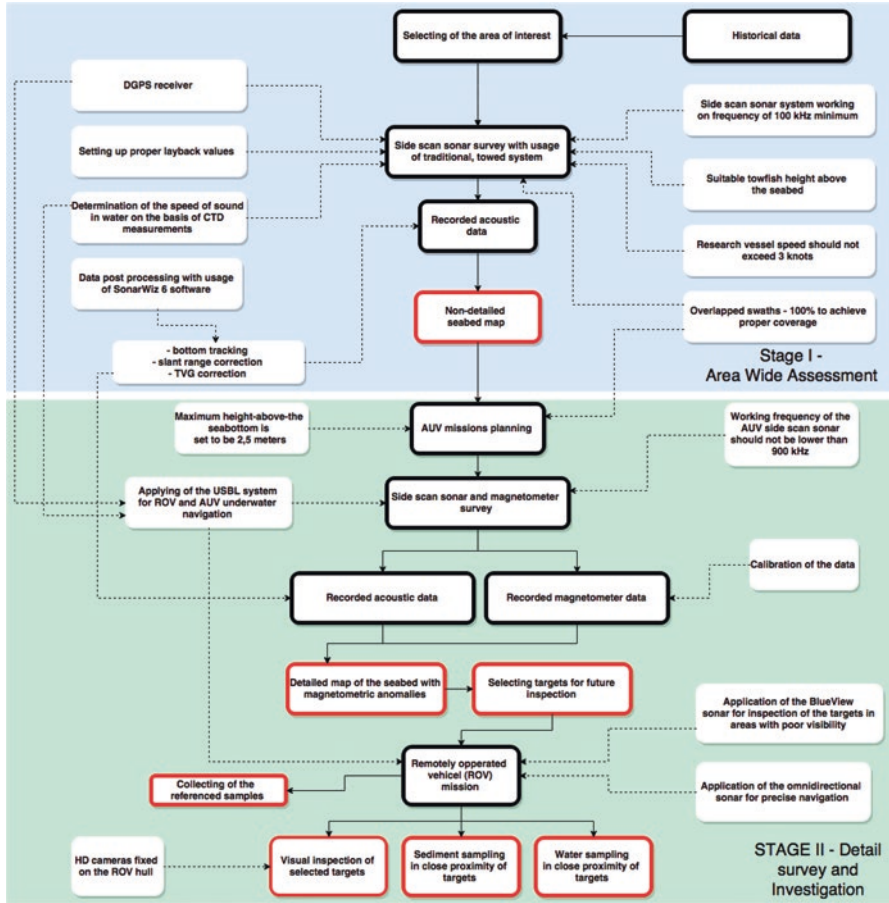 Selecting of the area of interest
Historical data
DGPS receiver
Side scan sonar system working
on frequency of 100 kHz minimum
Setting up proper layback values
Side scan sonar survey with usage
of traditional, towed system
Suitable towfish height above
the seabed
Determination of the speed of sound
in water on the basis of CTD
measurements
Recorded acoustic
data
Research vessel speed should not
exceed 3 knots
Data post processing with usage
of SonarWiz 6 software
Non-detailed
seabed map
Overlapped swaths - 100% to achieve
proper coverage
- bottom tracking
- slant range correction
- TVG correction
Stage I -
Area Wide Assessment
Maximum height-above-the
seabottom is
set to be 2,5 meters
AUV missions planning
Working frequency of the
AUV side scan sonar
should not be lower than
900 kHz
Applying of the USBL system
for ROV and AUV underwater
navigation
Side scan sonar and magnetometer
survey
Calibration of the data
Recorded acoustic data
Recorded magnetometer data
Detailed map of the seabed with
magnetometric anomalies
Selecting targets for future
inspection
Application of the BlueView
sonar for inspection of the targets in
areas with poor visibility
Remotely opperated
vehicel (ROV)
mission
Collecting of the
referenced samples
Application of the omnidirectional
sonar for precise navigation
HD cameras fixed
on the ROV hull
Visual inspection of
selected targets
Sediment sampling
in close proximity of
targets
Water sampling
in close proximity of
targets
STAGE II - Detail
survey and
Investigation